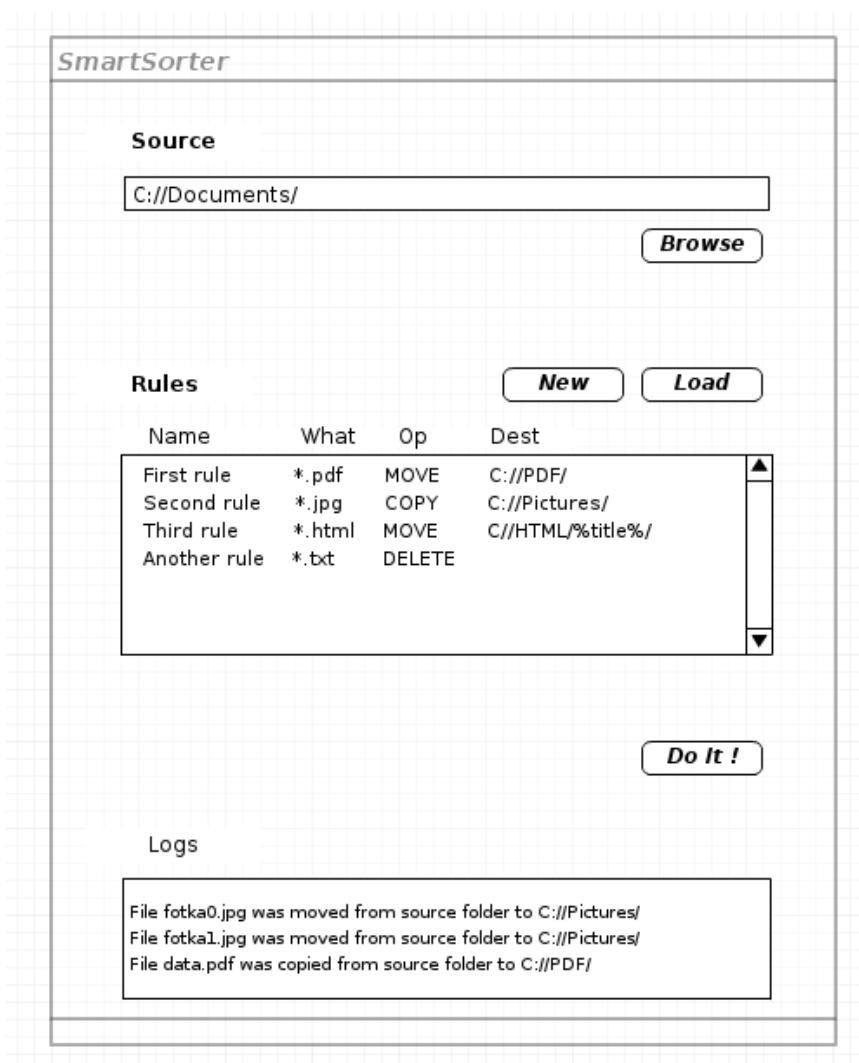 SmartSorter
Source
C://Documents/
Browse
Rules
New
Load
Name What Op Dest
First rule *.pdf MOVE C://PDF/
Second rule *.jpg COPY C://Pictures/
Third rule *.html MOVE C//HTML/%title%/
Another rule *.txt DELETE
Do It !
Logs
File fotka0.jpg was moved from source folder to C://Pictures/
File fotka1.jpg was moved from source folder to C://Pictures/
File data.pdf was copied from source folder to C://PDF/